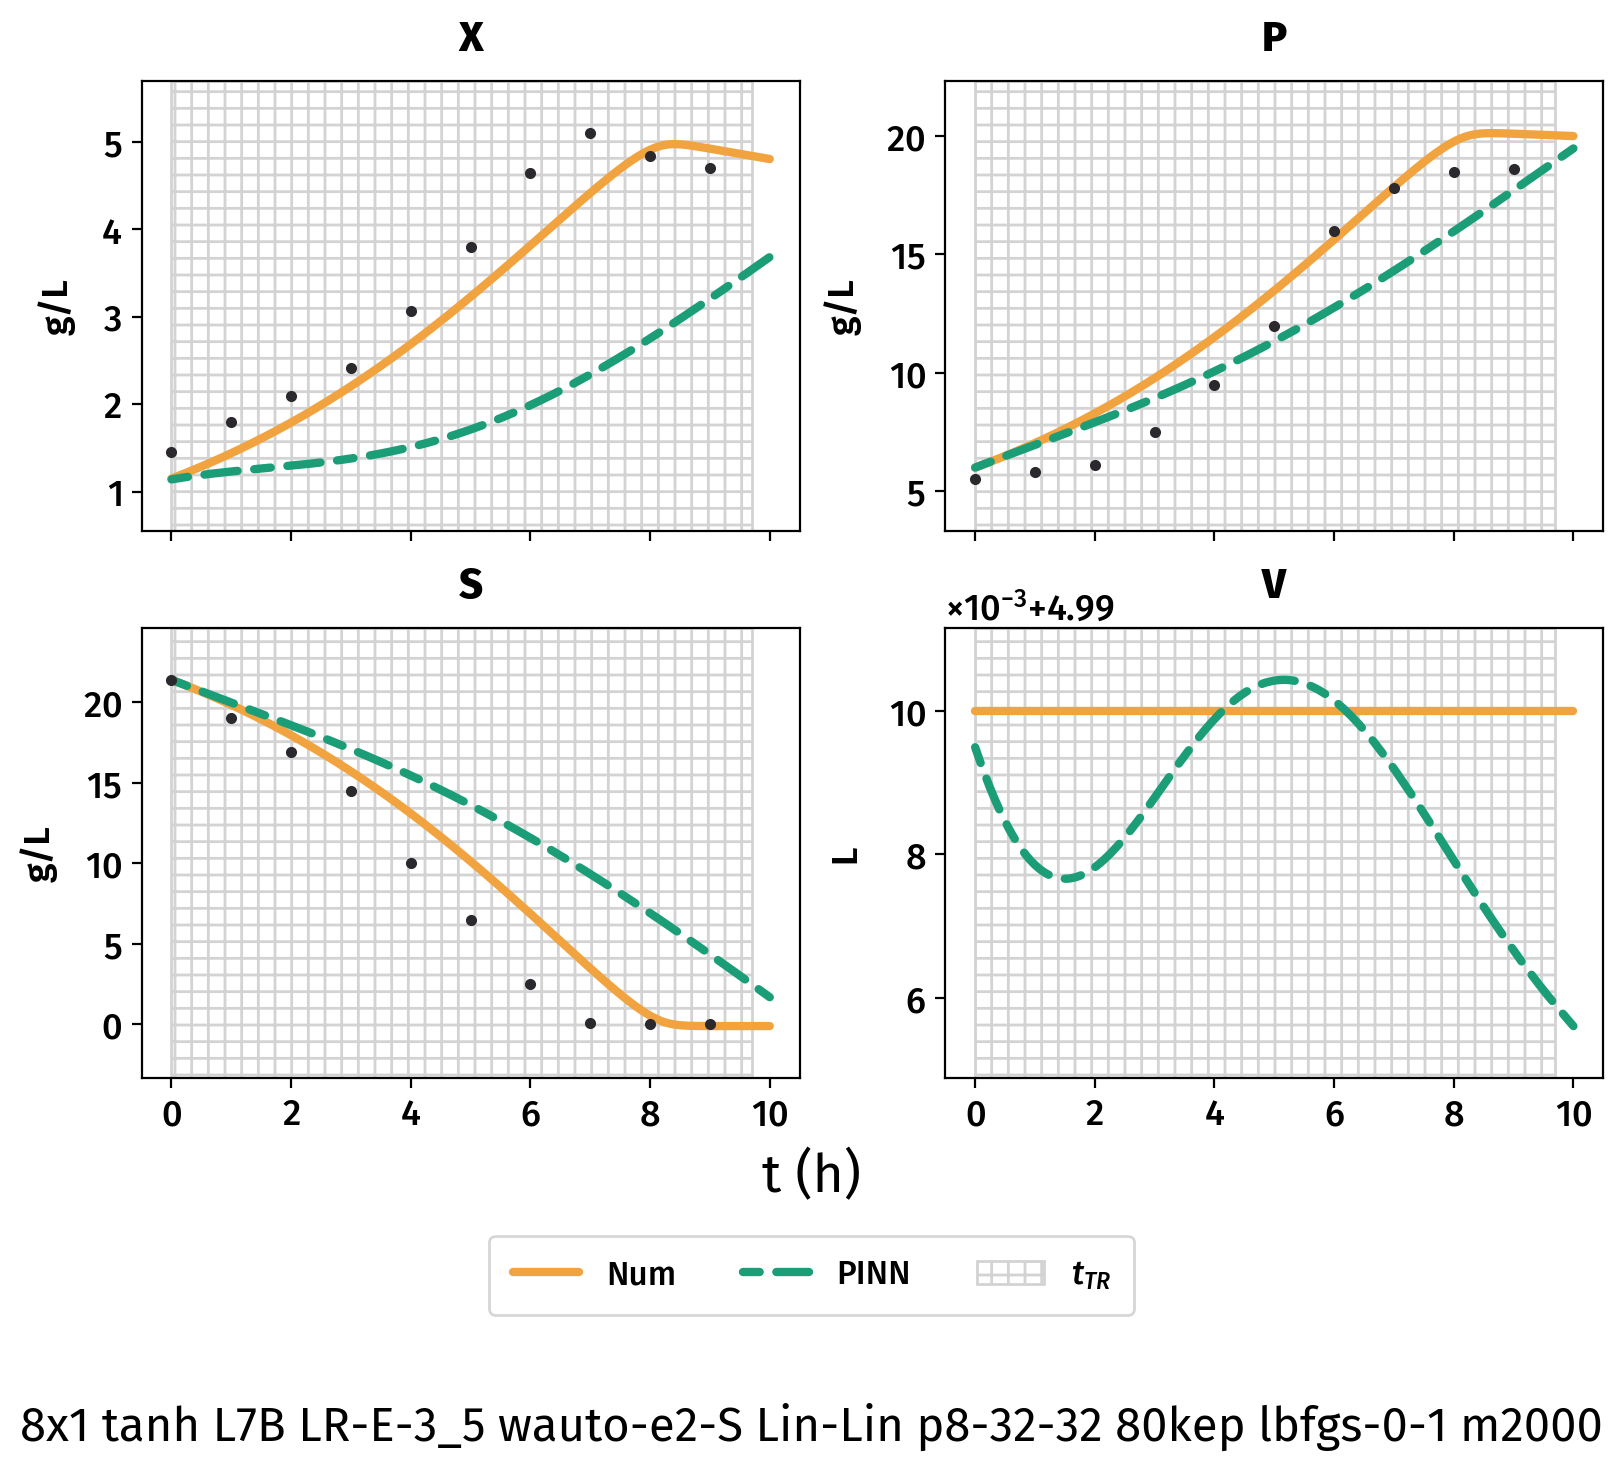 X
g/L
5
4
3
2
1
P
g/L
20
15
10
5
S
g/L
20
15
10
5
0
0 2 4 6 8 10
V
×10⁻³+4.99
L
10
8
6
0 2 4 6 8 10
t (h)
Num PINN t_TR
8x1 tanh L7B LR-E-3_5 wauto-e2-S Lin-Lin p8-32-32 80kep lbfgs-0-1 m2000